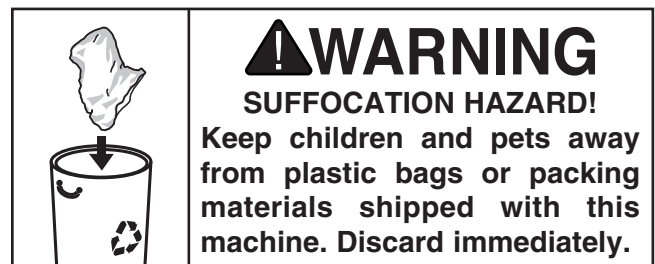 WARNING
SUFFOCATION HAZARD!
Keep children and pets away
from plastic bags or packing
materials shipped with this
machine. Discard immediately.